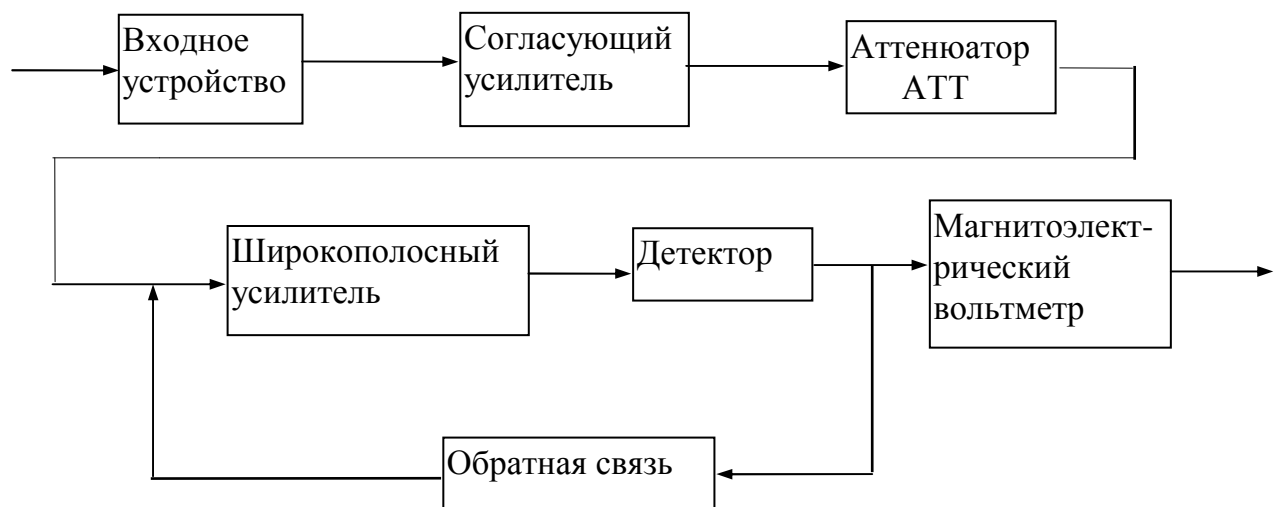 Входное
устройство
Согласующий
усилитель
Аттенюатор
АТТ
Широкополосный
усилитель
Детектор
Магнитоэлект-
рический
вольтметр
Обратная связь